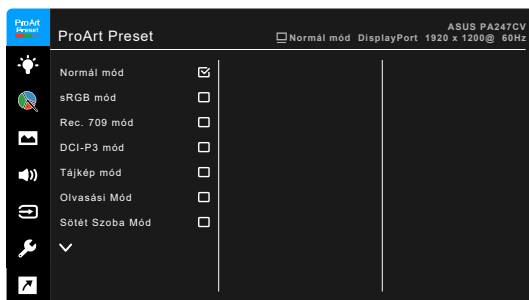 ProArt
Preset
ProArt Preset
ASUS PA247CV
Normál mód DisplayPort 1920 x 1200@ 60Hz
Normál mód
sRGB mód
Rec. 709 mód
DCI-P3 mód
Tájkép mód
Olvasási Mód
Sötét Szoba Mód